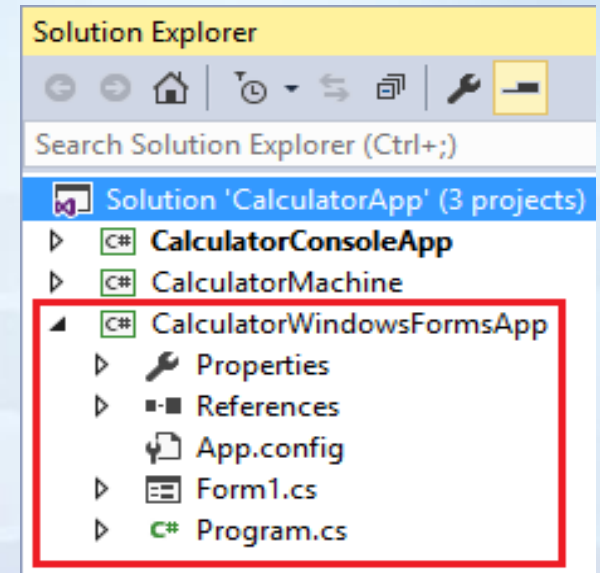 Solution Explorer
Search Solution Explorer (Ctrl+;)
Solution 'CalculatorApp' (3 projects)
C# CalculatorConsoleApp
C# CalculatorMachine
C# CalculatorWindowsFormsApp
Properties
References
App.config
Form1.cs
C# Program.cs